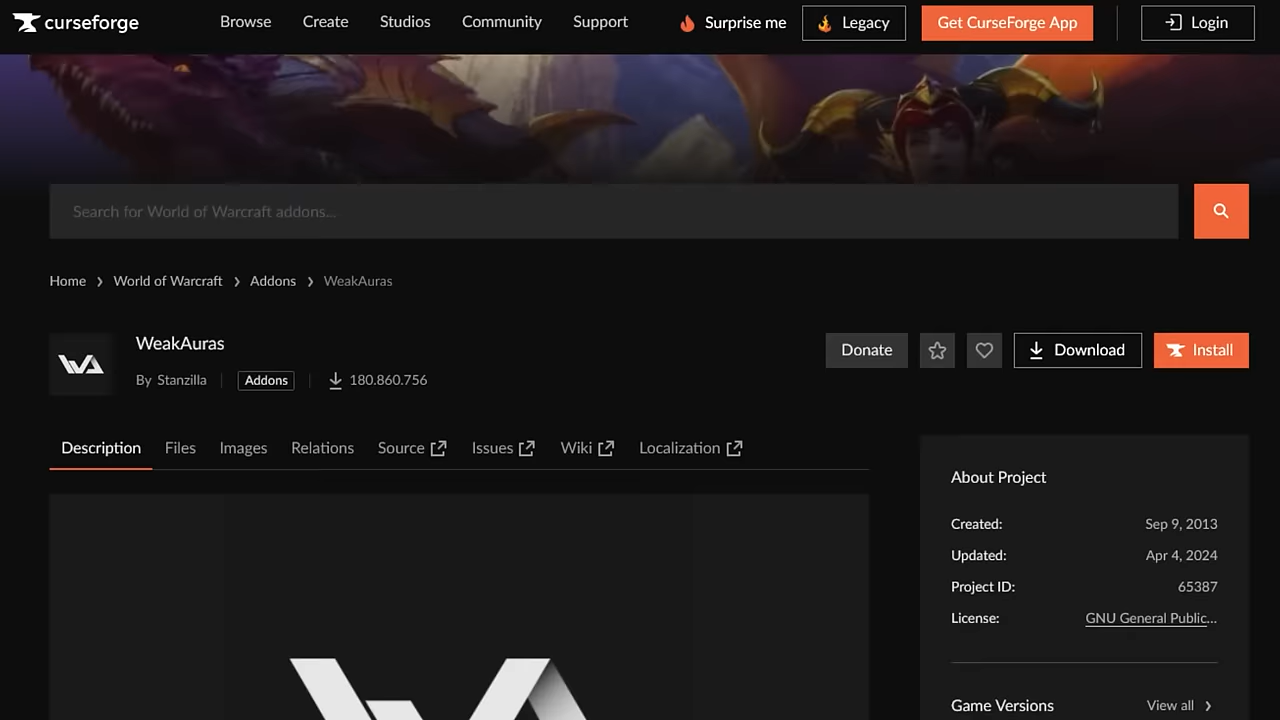 curseforge Browse Create Studios Community Support Surprise me Legacy Get CurseForge App Login
Search for World of Warcraft addons...
Home World of Warcraft Addons WeakAuras
WeakAuras
By Stanzilla Addons 180.860.756
Donate Download Install
Description Files Images Relations Source Issues Wiki Localization
About Project
Created: Sep 9, 2013
Updated: Apr 4, 2024
Project ID: 65387
License: GNU General Public...
Game Versions View all